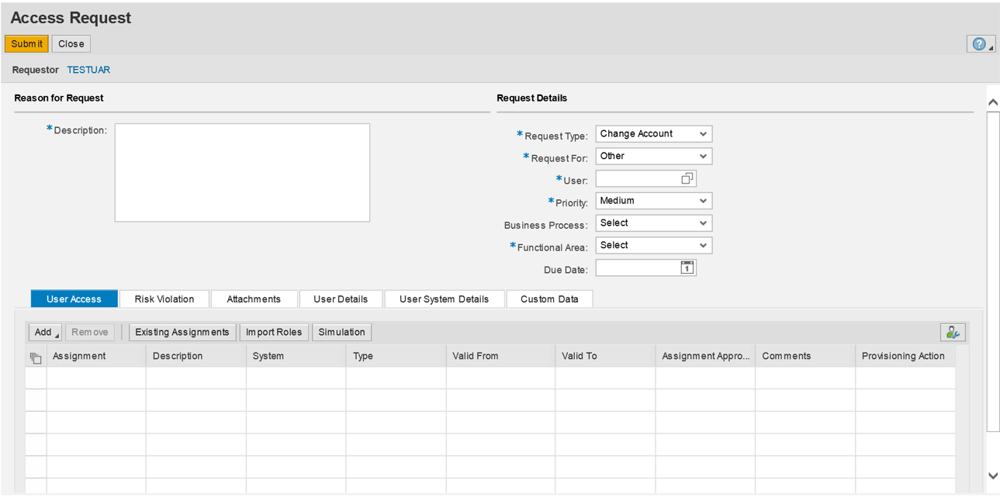 Access Request
Submit Close
?
Requestor TESTUAR
Reason for Request
*Description:
Request Details
*Request Type: Change Account
*Request For: Other
*User:
*Priority: Medium
Business Process: Select
*Functional Area: Select
Due Date: 1
User Access Risk Violation Attachments User Details User System Details Custom Data
Add Remove Existing Assignments Import Roles Simulation
Assignment Description System Type Valid From Valid To Assignment Appro... Comments Provisioning Action